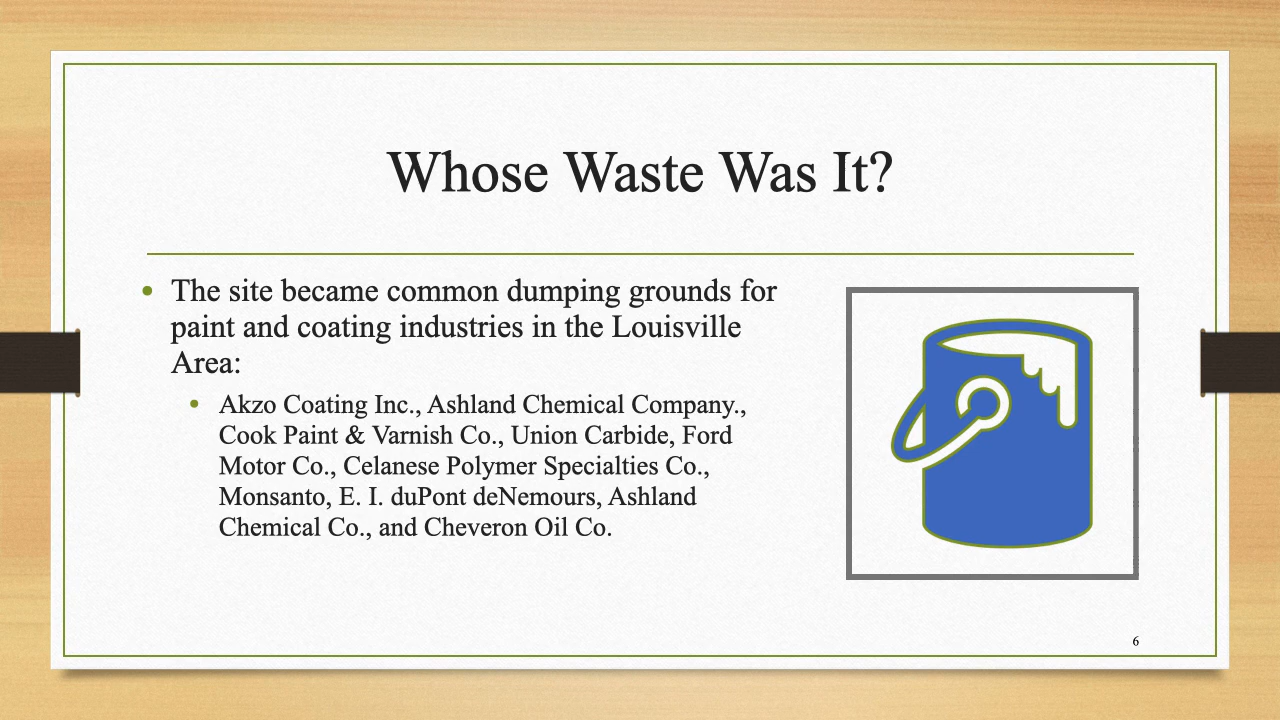 Whose Waste Was It?
• The site became common dumping grounds for
paint and coating industries in the Louisville
Area:
• Akzo Coating Inc., Ashland Chemical Company.,
Cook Paint & Varnish Co., Union Carbide, Ford
Motor Co., Celanese Polymer Specialties Co.,
Monsanto, E. I. duPont deNemours, Ashland
Chemical Co., and Cheveron Oil Co.
6